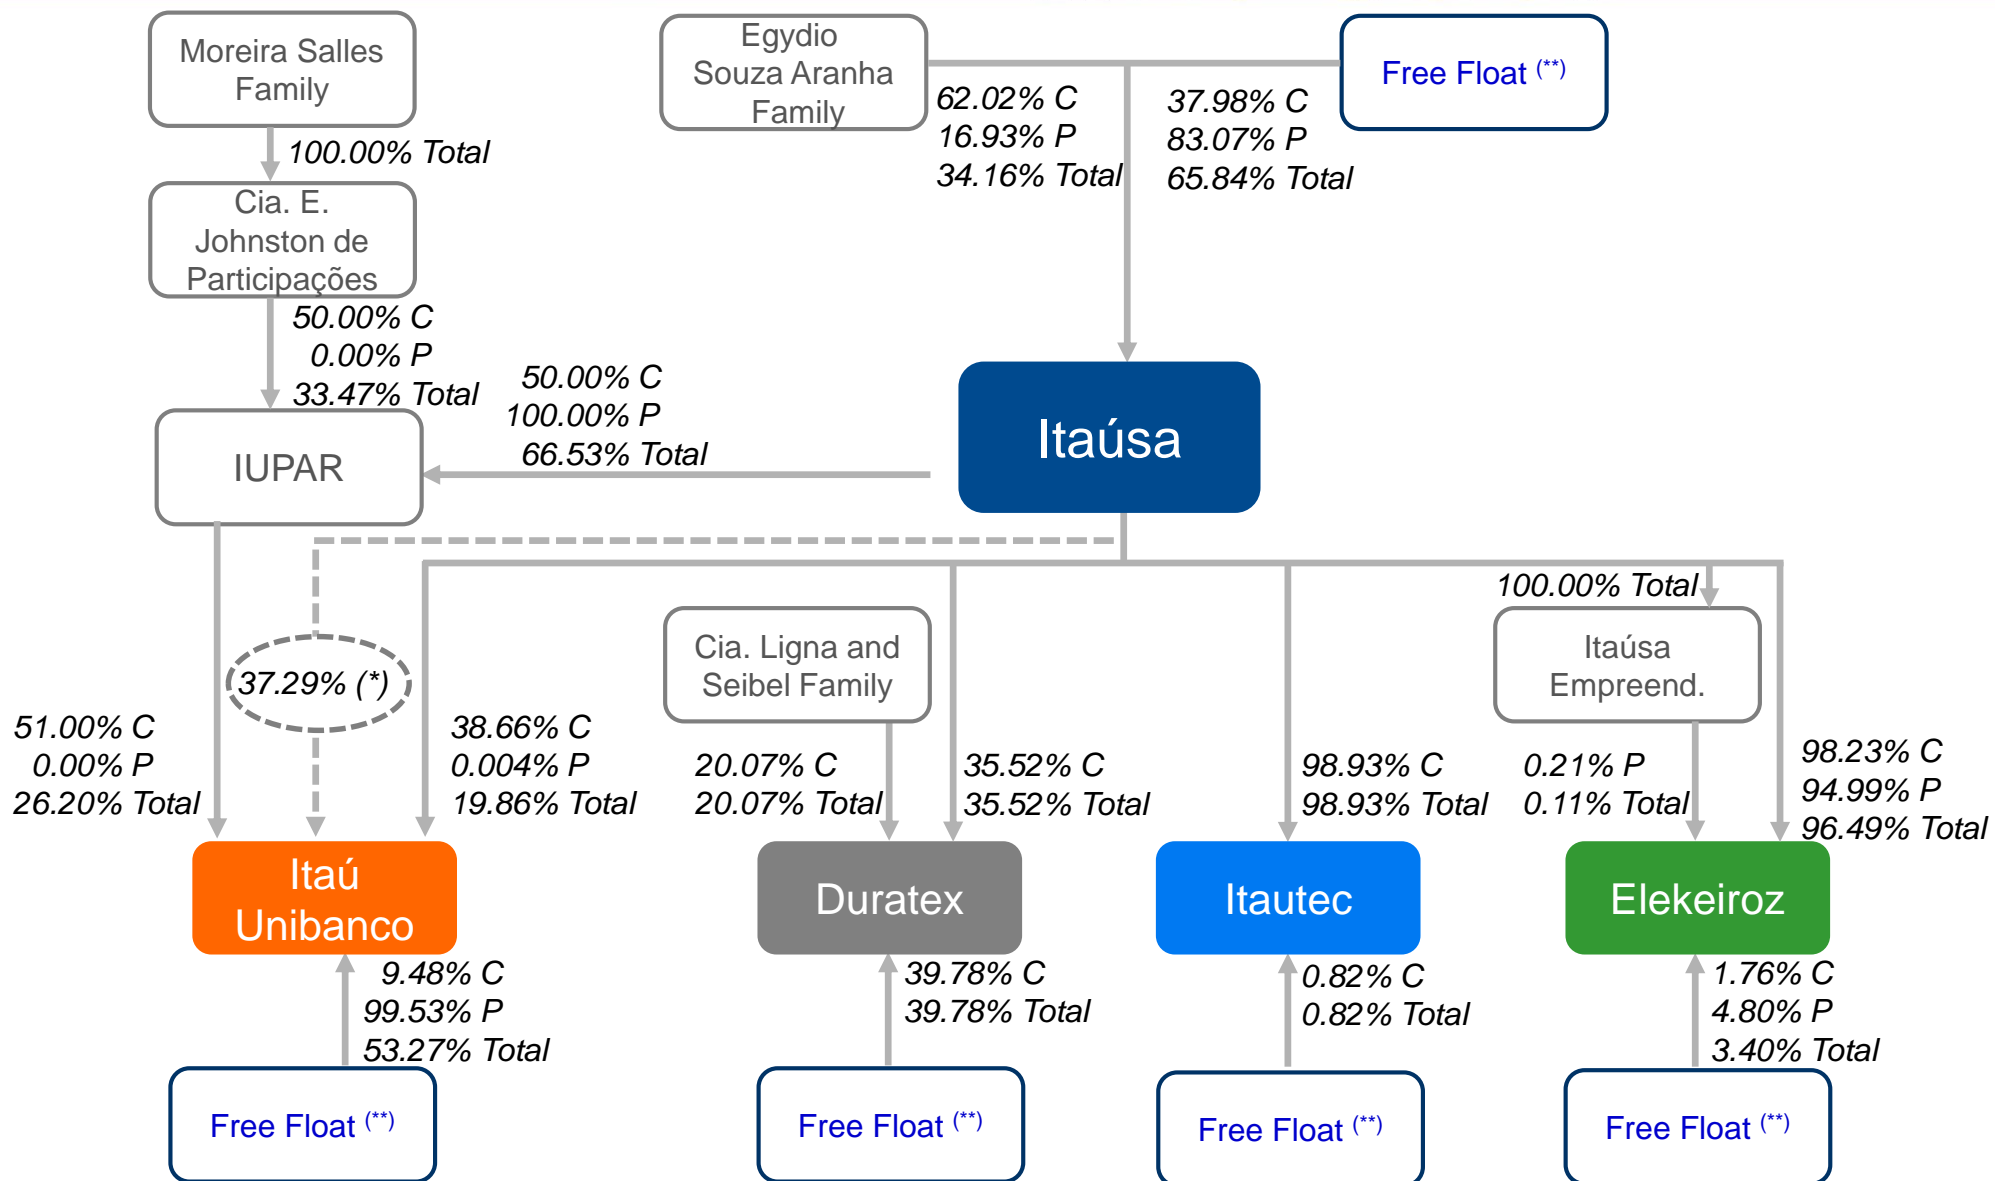 Moreira Salles
Family
Egydio
Souza Aranha
Family
Free Float (**)
62.02% C
16.93% P
34.16% Total
37.98% C
83.07% P
65.84% Total
100.00% Total
Cia. E.
Johnston de
Participações
50.00% C
0.00% P
33.47% Total
50.00% C
100.00% P
66.53% Total
Itaúsa
IUPAR
100.00% Total
Cia. Ligna and
Seibel Family
Itaúsa
Empreend.
37.29% (*)
51.00% C
0.00% P
26.20% Total
38.66% C
0.004% P
19.86% Total
20.07% C
20.07% Total
35.52% C
35.52% Total
98.93% C
98.93% Total
0.21% P
0.11% Total
98.23% C
94.99% P
96.49% Total
Itaú
Unibanco
Duratex
Itautec
Elekeiroz
9.48% C
99.53% P
53.27% Total
39.78% C
39.78% Total
0.82% C
0.82% Total
1.76% C
4.80% P
3.40% Total
Free Float (**)
Free Float (**)
Free Float (**)
Free Float (**)